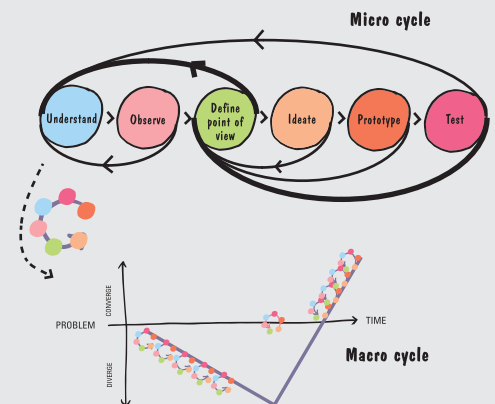 Micro cycle
Understand
Observe
Define
point of
view
Ideate
Prototype
Test
CONVERGE
PROBLEM
TIME
DIVERGE
Macro cycle